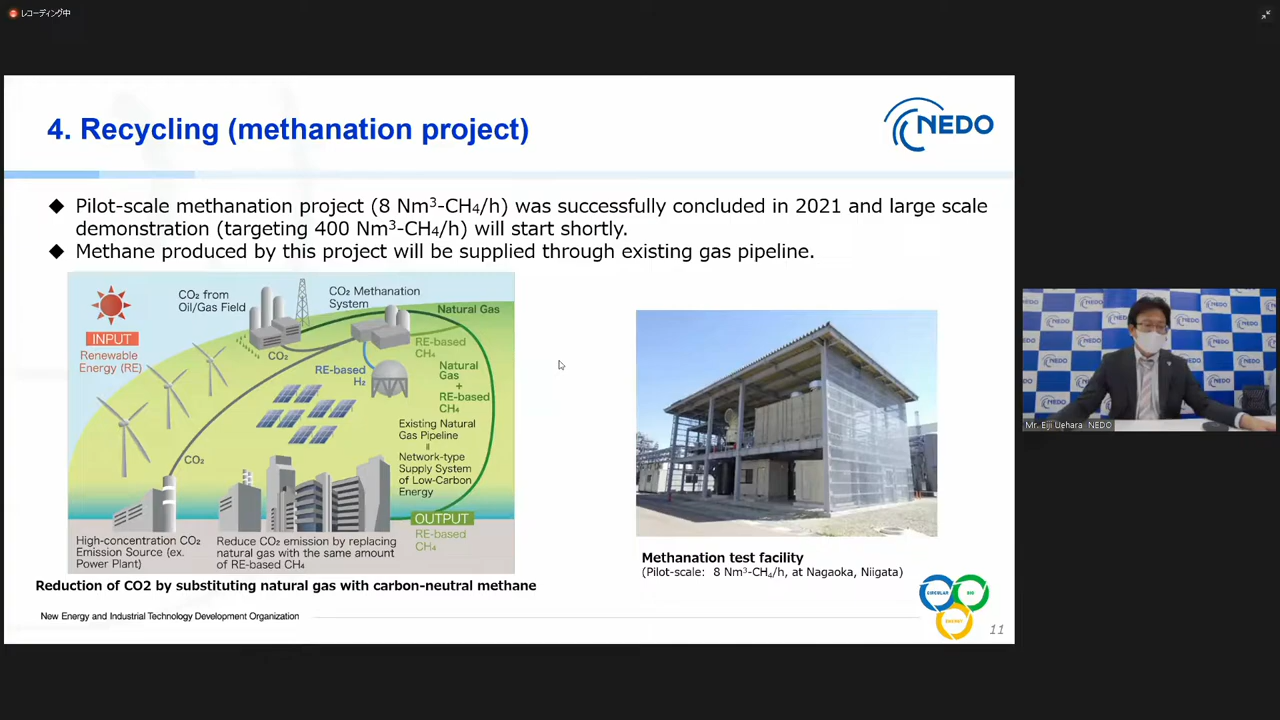 レコーディング中
4. Recycling (methanation project)
NEDO
◆ Pilot-scale methanation project (8 Nm³-CH₄/h) was successfully concluded in 2021 and large scale
demonstration (targeting 400 Nm³-CH₄/h) will start shortly.
◆ Methane produced by this project will be supplied through existing gas pipeline.
INPUT
Renewable
Energy (RE)
CO₂ from
Oil/Gas Field
CO₂ Methanation
System
Natural Gas
CO₂
RE-based
CH₄
RE-based
H₂
Natural
Gas
+
RE-based
CH₄
Existing Natural
Gas Pipeline
=
Network-type
Supply System
of Low-Carbon
Energy
CO₂
OUTPUT
RE-based
CH₄
High-concentration CO₂
Emission Source (ex.
Power Plant)
Reduce CO₂ emission by replacing
natural gas with the same amount
of RE-based CH₄
Reduction of CO2 by substituting natural gas with carbon-neutral methane
Methanation test facility
(Pilot-scale: 8 Nm³-CH₄/h, at Nagaoka, Niigata)
New Energy and Industrial Technology Development Organization
CIRCULAR
BIO
ENERGY
11
NEDO
Mr. Eiji Uehara NEDO